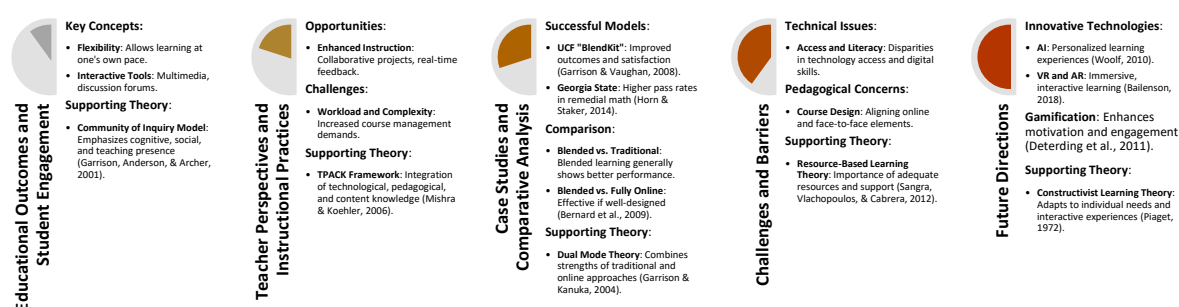 Educational Outcomes and
Student Engagement
Key Concepts:
• Flexibility: Allows learning at
one's own pace.
• Interactive Tools: Multimedia,
discussion forums.
Supporting Theory:
• Community of Inquiry Model:
Emphasizes cognitive, social,
and teaching presence
(Garrison, Anderson, & Archer,
2001).
Teacher Perspectives and
Instructional Practices
Opportunities:
• Enhanced Instruction:
Collaborative projects, real-time
feedback.
Challenges:
• Workload and Complexity:
Increased course management
demands.
Supporting Theory:
• TPACK Framework: Integration
of technological, pedagogical,
and content knowledge (Mishra
& Koehler, 2006).
Case Studies and
Comparative Analysis
Successful Models:
• UCF "BlendKit": Improved
outcomes and satisfaction
(Garrison & Vaughan, 2008).
• Georgia State: Higher pass rates
in remedial math (Horn &
Staker, 2014).
Comparison:
• Blended vs. Traditional:
Blended learning generally
shows better performance.
• Blended vs. Fully Online:
Effective if well-designed
(Bernard et al., 2009).
Supporting Theory:
• Dual Mode Theory: Combines
strengths of traditional and
online approaches (Garrison &
Kanuka, 2004).
Challenges and Barriers
Technical Issues:
• Access and Literacy: Disparities
in technology access and digital
skills.
Pedagogical Concerns:
• Course Design: Aligning online
and face-to-face elements.
Supporting Theory:
• Resource-Based Learning
Theory: Importance of adequate
resources and support (Sangra,
Vlachopoulos, & Cabrera, 2012).
Future Directions
Innovative Technologies:
• AI: Personalized learning
experiences (Woolf, 2010).
• VR and AR: Immersive,
interactive learning (Bailenson,
2018).
Gamification: Enhances
motivation and engagement
(Deterding et al., 2011).
Supporting Theory:
• Constructivist Learning Theory:
Adapts to individual needs and
interactive experiences (Piaget,
1972).